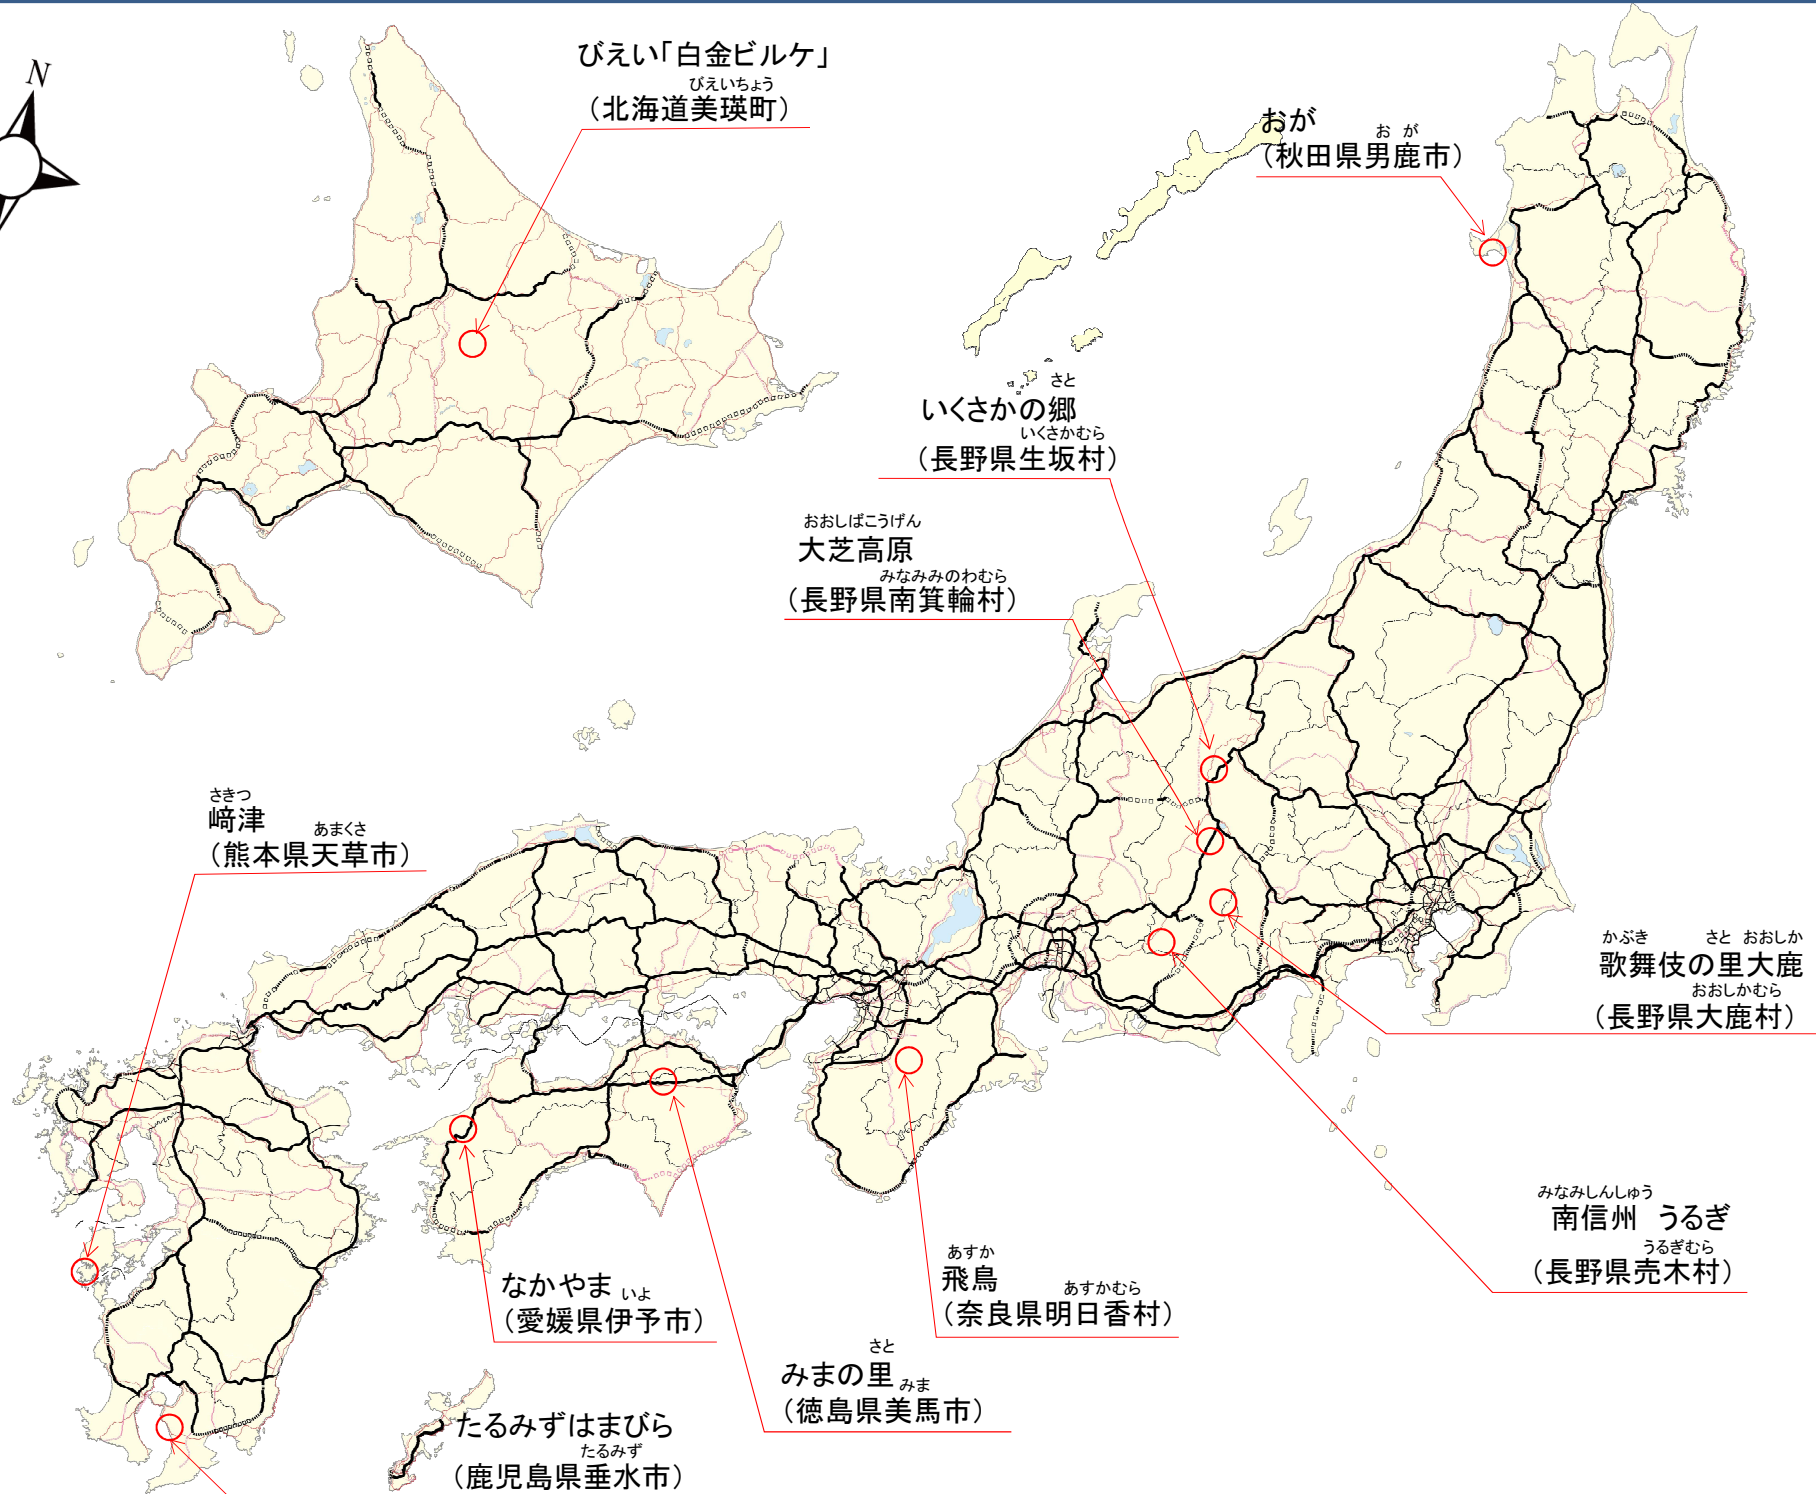 N
びえい「白金ビルケ」
びえいちょう
（北海道美瑛町）
おが
おが
（秋田県男鹿市）
さと
いくさかの郷
いくさかむら
（長野県生坂村）
おおしばこうげん
大芝高原
みなみみのわむら
（長野県南箕輪村）
さきつ
﨑津
あまくさ
（熊本県天草市）
かぶき さと おおしか
歌舞伎の里大鹿
おおしかむら
（長野県大鹿村）
みなみしんしゅう
南信州 うるぎ
うるぎむら
（長野県売木村）
あすか
飛鳥
あすかむら
（奈良県明日香村）
なかやま
いよ
（愛媛県伊予市）
さと
みまの里
みま
（徳島県美馬市）
たるみずはまびら
たるみず
（鹿児島県垂水市）